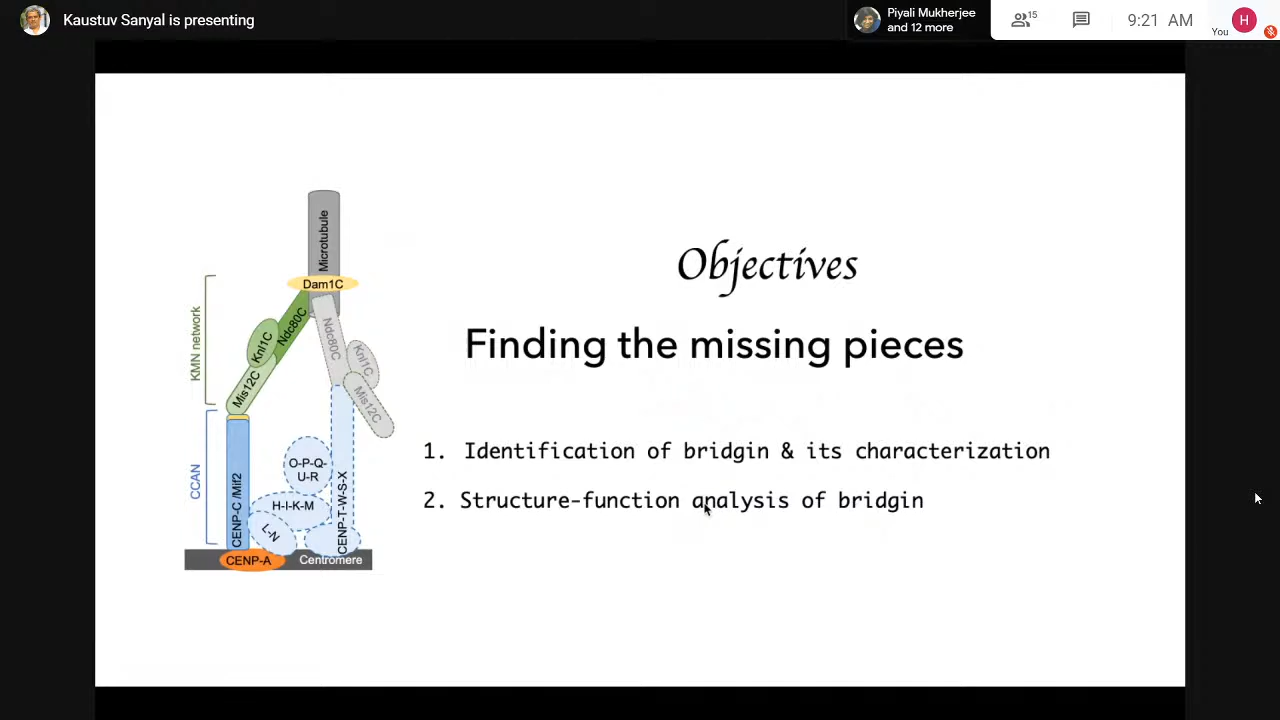 Kaustuv Sanyal is presenting
Piyali Mukherjee
and 12 more
15
9:21 AM
You
H
Microtubule
Dam1C
KMN network
Ndc80C
Knl1C
Mis12C
Ndc80C
Knl1C
Mis12C
CCAN
CENP-C /Mif2
O-P-Q-
U-R
H-I-K-M
L-N
CENP-T-W-S-X
CENP-A
Centromere
Objectives
Finding the missing pieces
1. Identification of bridgin & its characterization
2. Structure-function analysis of bridgin